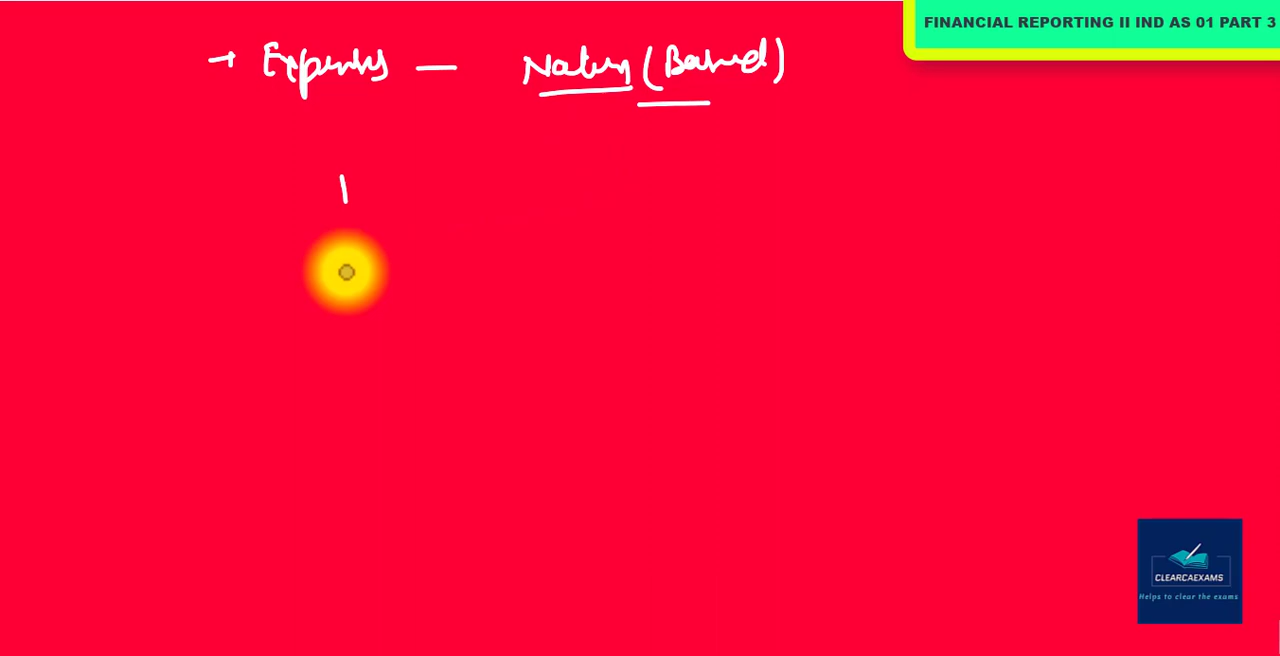 FINANCIAL REPORTING II IND AS 01 PART 3
→ Expenses — Nature (Based)
CLEARCAEXAMS
Helps to clear the exams